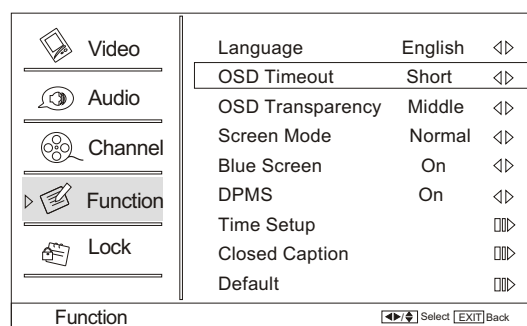 Video
Audio
Channel
Function
Lock
Language English
OSD Timeout Short
OSD Transparency Middle
Screen Mode Normal
Blue Screen On
DPMS On
Time Setup
Closed Caption
Default
Function
Select EXIT Back